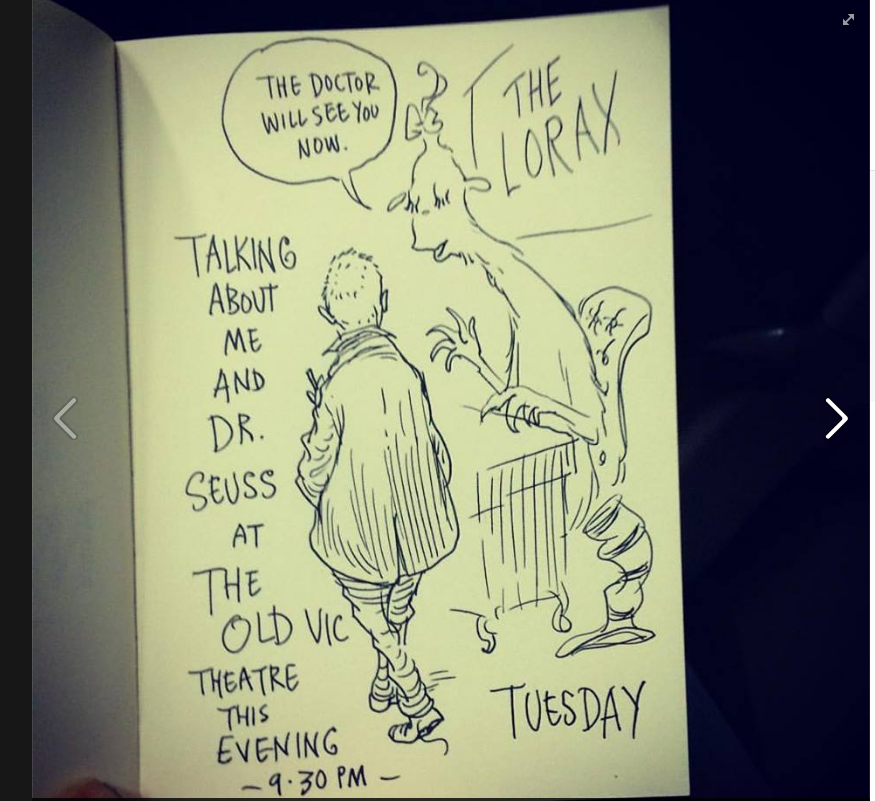 THE DOCTOR
WILL SEE YOU
NOW.
THE
LORAX
TALKING
ABOUT
ME
AND
DR.
SEUSS
AT
THE
OLD VIC
THEATRE
THIS
EVENING
- 9.30 PM -
TUESDAY